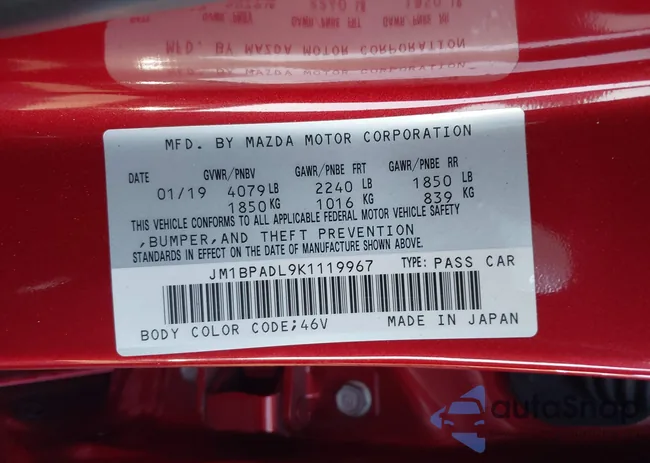 MFD. BY MAZDA MOTOR CORPORATION
DATE GVWR/PNBV GAWR/PNBE FRT GAWR/PNBE RR
01/19 4079 LB 2240 LB 1850 LB
1850 KG 1016 KG 839 KG
THIS VEHICLE CONFORMS TO ALL APPLICABLE FEDERAL MOTOR VEHICLE SAFETY
,BUMPER,AND THEFT PREVENTION
STANDARDS IN EFFECT ON THE DATE OF MANUFACTURE SHOWN ABOVE.
JM1BPADL9K1119967 TYPE: PASS CAR
BODY COLOR CODE;46V MADE IN JAPAN
autoSnap